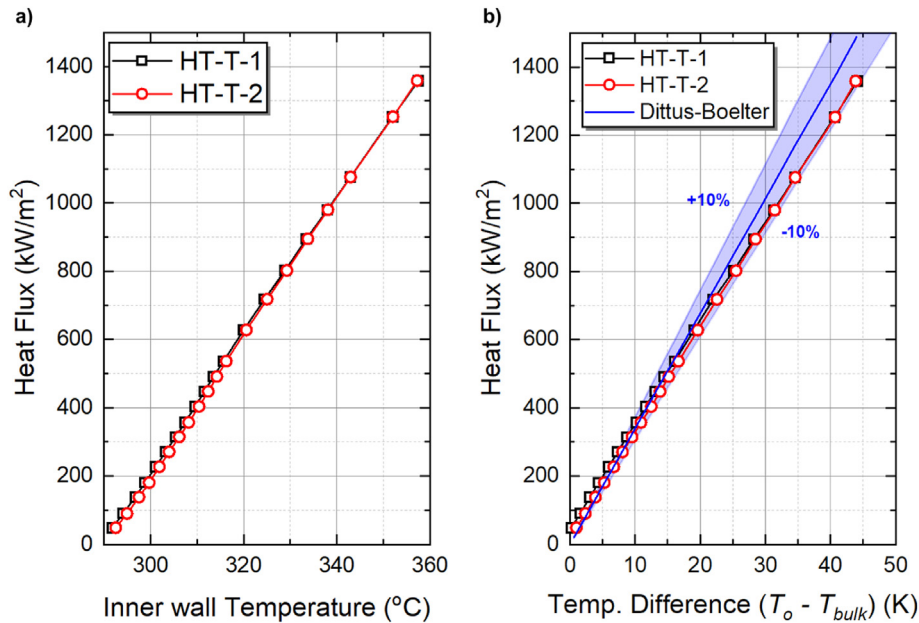 a)
HT-T-1
HT-T-2
Heat Flux (kW/m²)
1400
1200
1000
800
600
400
200
0
300
320
340
360
Inner wall Temperature (°C)
b)
HT-T-1
HT-T-2
Dittus-Boelter
+10%
-10%
Heat Flux (kW/m²)
1400
1200
1000
800
600
400
200
0
0
10
20
30
40
50
Temp. Difference (To - Tbulk) (K)